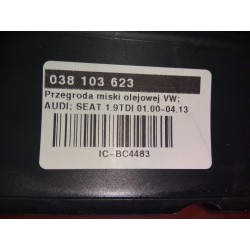 038 103 623
Przegroda miski olejowej VW;
AUDI; SEAT 1.9TDI 01.00-04.13
IC-BC4483